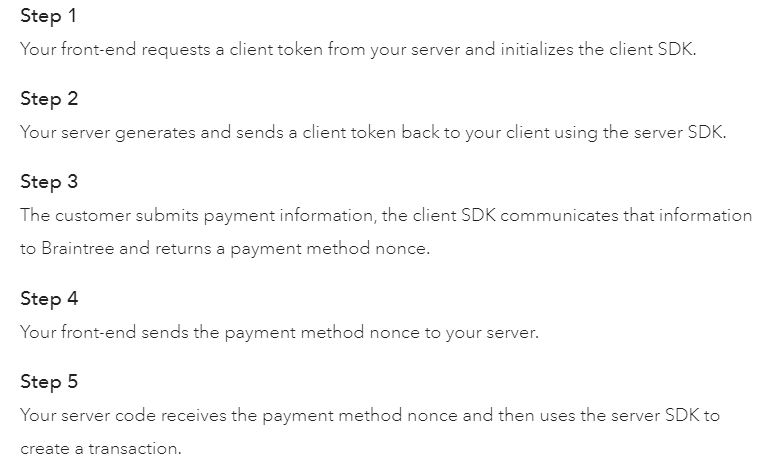 Step 1
Your front-end requests a client token from your server and initializes the client SDK.
Step 2
Your server generates and sends a client token back to your client using the server SDK.
Step 3
The customer submits payment information, the client SDK communicates that information
to Braintree and returns a payment method nonce.
Step 4
Your front-end sends the payment method nonce to your server.
Step 5
Your server code receives the payment method nonce and then uses the server SDK to
create a transaction.